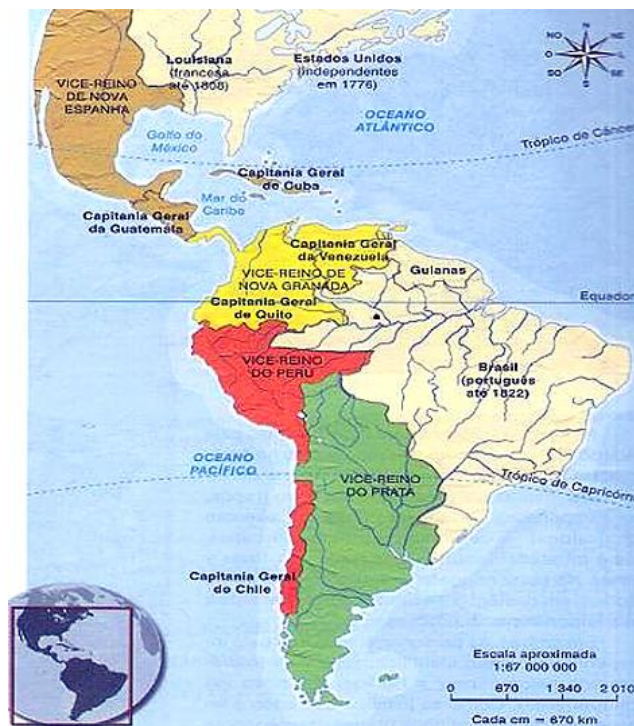 N
NO
NE
O
L
SO
SE
S
Louisiana
(francesa
até 1808)
Estados Unidos
(independentes
em 1776)
VICE-REINO
DE NOVA
ESPANHA
OCEANO
ATLÂNTICO
Golfo do
México
Trópico de Cânce
Capitania Geral
de Cuba
Mar do
Caribe
Capitania Geral
da Guatemala
Capitania Geral
da Venezuela
Guianas
VICE-REINO DE
NOVA GRANADA
Capitania Geral
de Quito
Equador
VICE-REINO
DO PERU
Brasil
(português
até 1822)
OCEANO
PACÍFICO
VICE-REINO
DO PRATA
Trópico de Capricórni
Capitania Geral
do Chile
Escala aproximada
1:67 000 000
0 670 1 340 2 010
Cada cm = 670 km